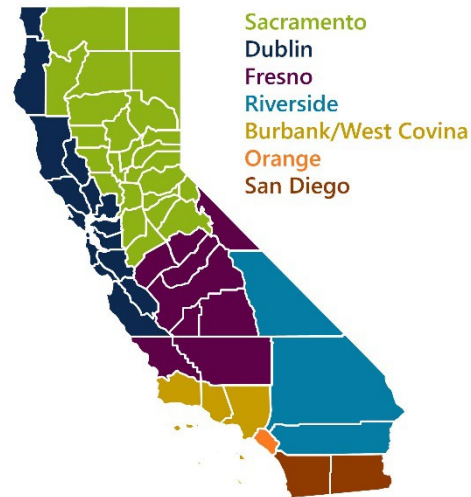 Sacramento
Dublin
Fresno
Riverside
Burbank/West Covina
Orange
San Diego